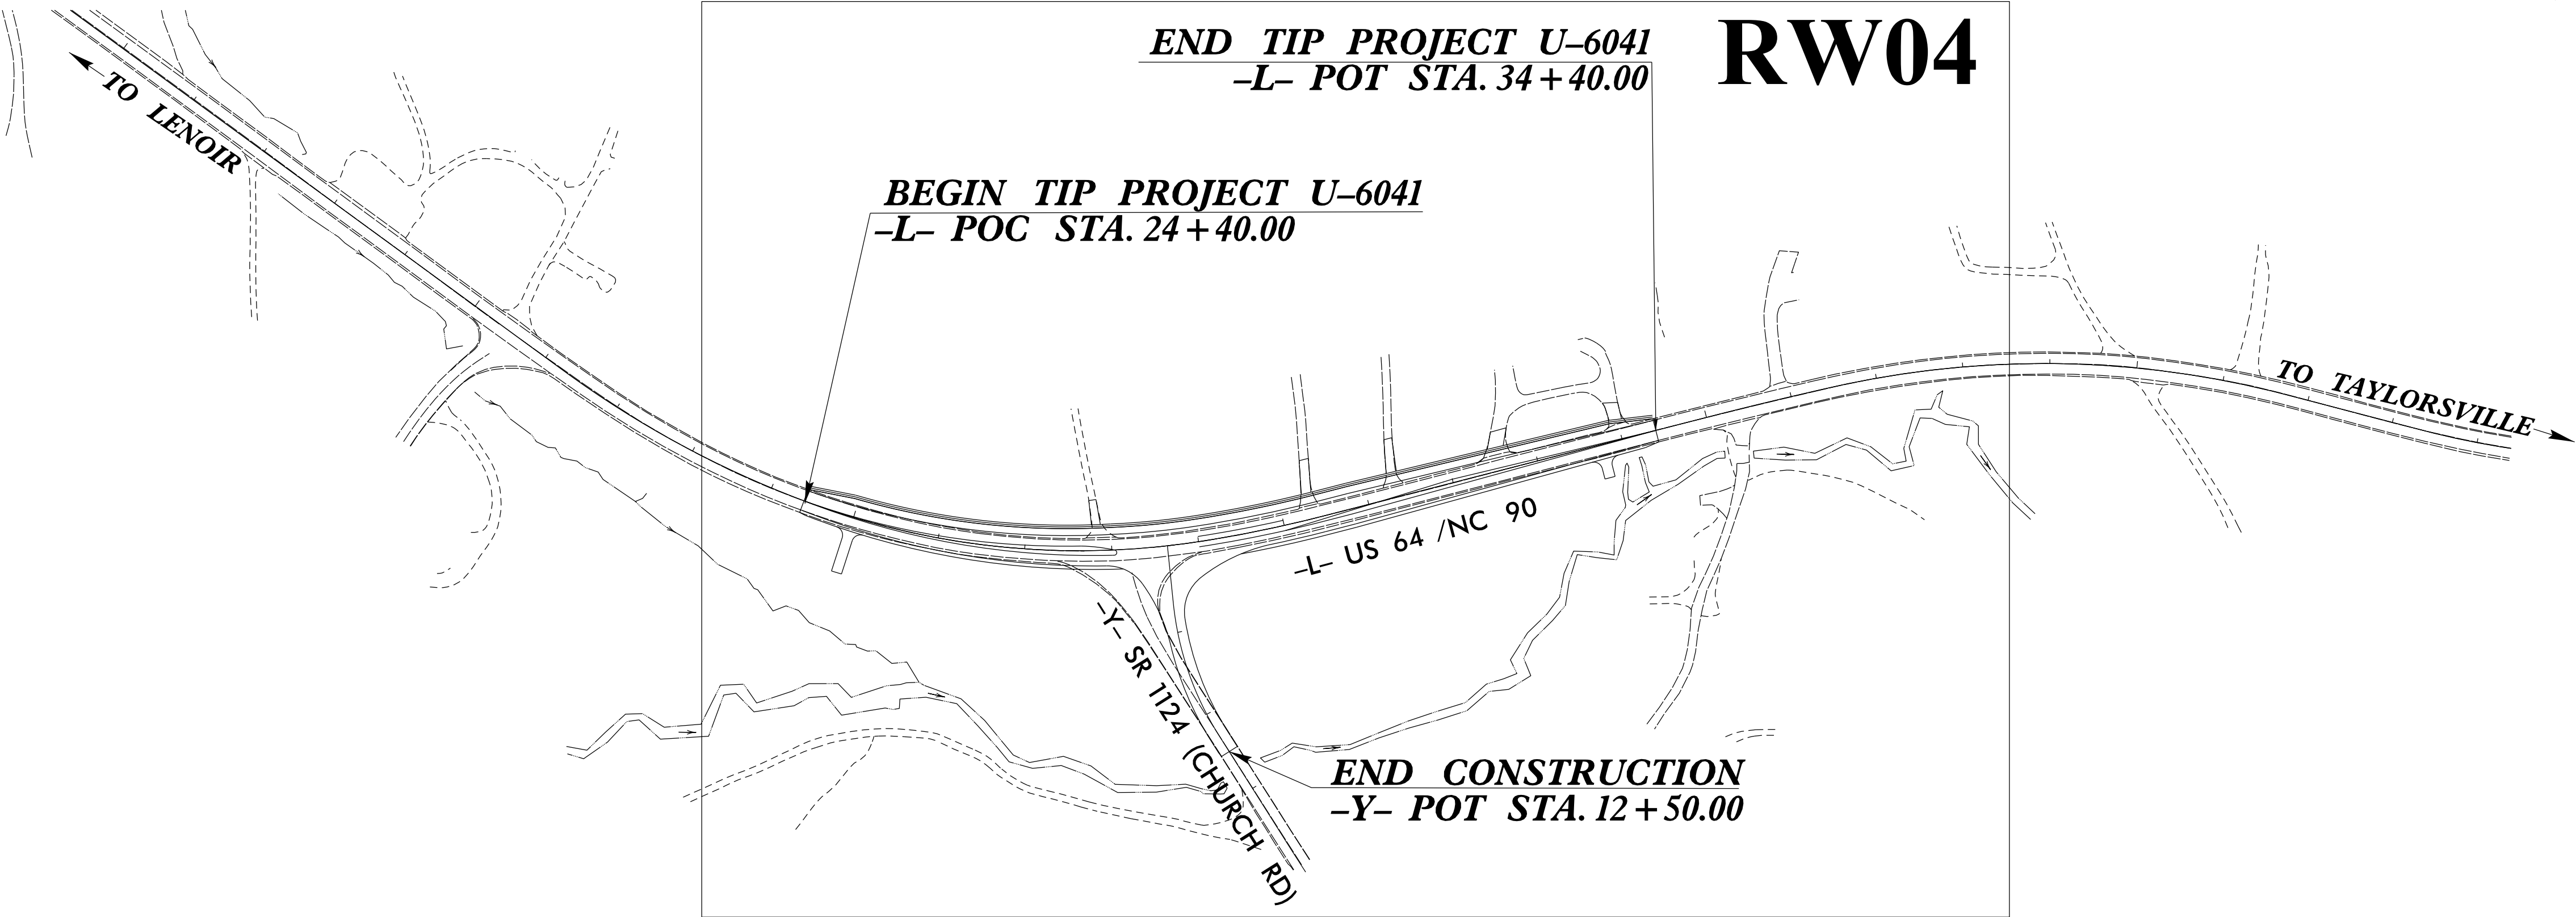 END TIP PROJECT U–6041
–L– POT STA. 34+40.00
RW04
TO LENOIR
BEGIN TIP PROJECT U–6041
–L– POC STA. 24+40.00
TO TAYLORSVILLE
–L– US 64 /NC 90
–Y– SR 1124 (CHURCH RD)
END CONSTRUCTION
–Y– POT STA. 12+50.00